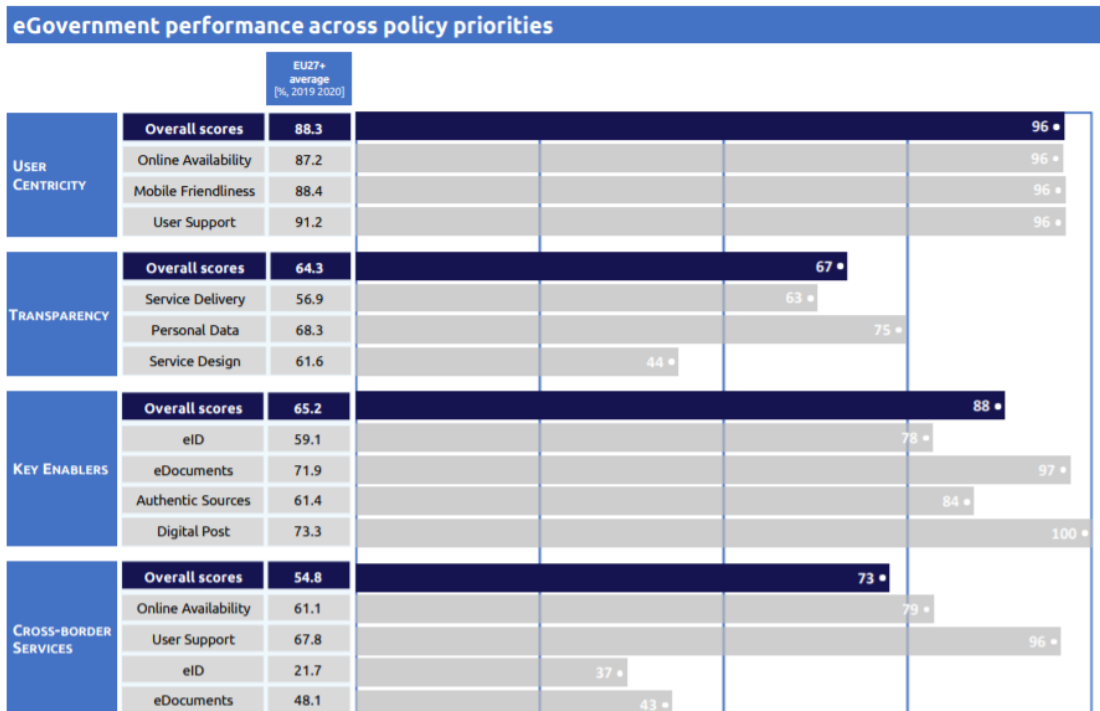 eGovernment performance across policy priorities
EU27+
average
[%, 2019 2020]
USER
CENTRICITY
Overall scores 88.3 96
Online Availability 87.2 96
Mobile Friendliness 88.4 96
User Support 91.2 96
TRANSPARENCY
Overall scores 64.3 67
Service Delivery 56.9 63
Personal Data 68.3 75
Service Design 61.6 44
KEY ENABLERS
Overall scores 65.2 88
eID 59.1 78
eDocuments 71.9 97
Authentic Sources 61.4 84
Digital Post 73.3 100
CROSS-BORDER
SERVICES
Overall scores 54.8 73
Online Availability 61.1 79
User Support 67.8 96
eID 21.7 37
eDocuments 48.1 43